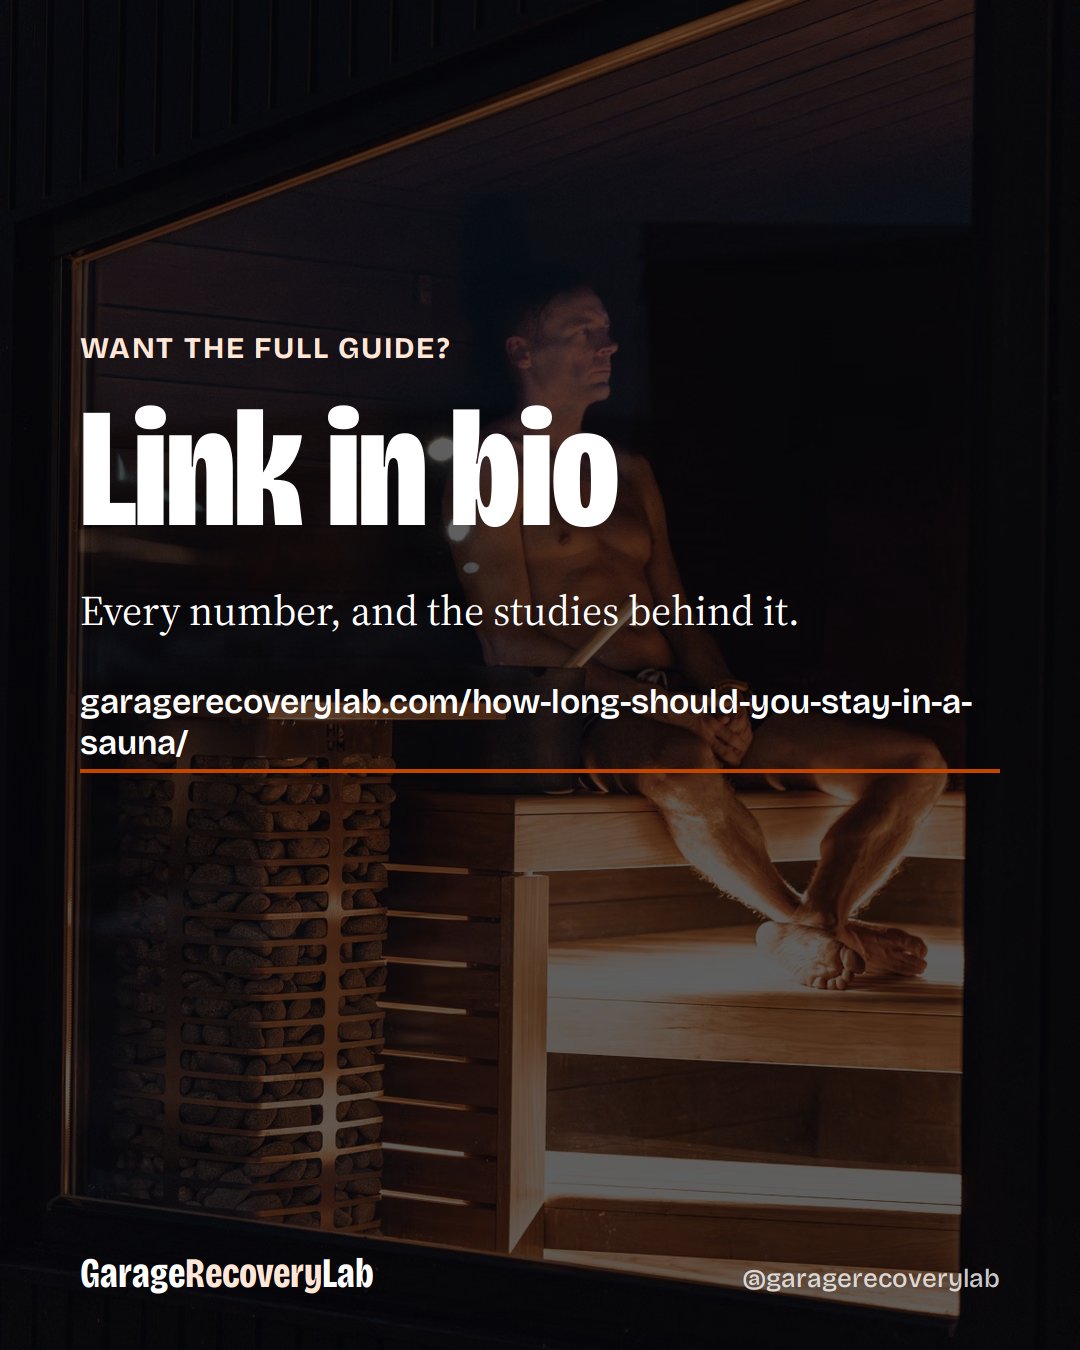 WANT THE FULL GUIDE?
Link in bio
Every number, and the studies behind it.
garagerecoverylab.com/how-long-should-you-stay-in-a-
sauna/
GarageRecoveryLab
@garagerecoverylab